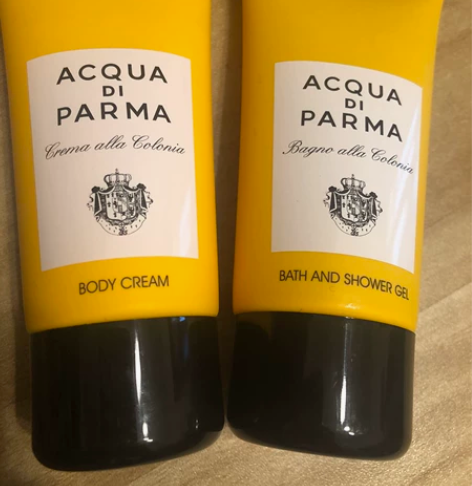 ACQUA
DI
PARMA
Crema alla Colonia
BODY CREAM
ACQUA
DI
PARMA
Bagno alla Colonia
BATH AND SHOWER GEL